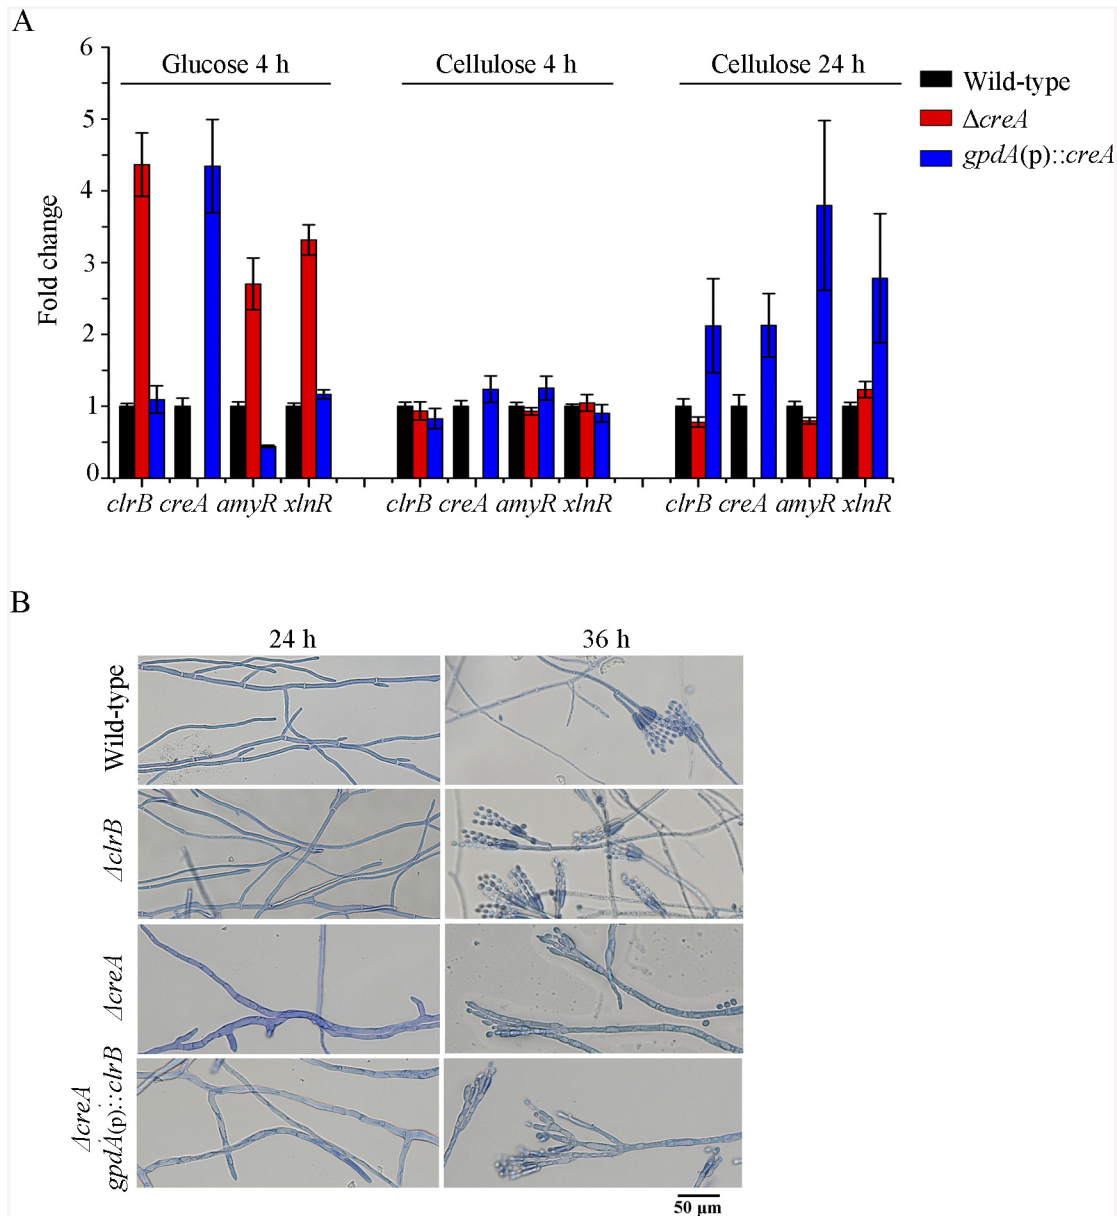 A
6
5
4
3
2
1
0
Fold change
Glucose 4 h
Cellulose 4 h
Cellulose 24 h
Wild-type
ΔcreA
gpdA(p)::creA
clrB creA amyR xlnR
clrB creA amyR xlnR
clrB creA amyR xlnR
B
24 h
36 h
Wild-type
ΔclrB
ΔcreA
ΔcreA
gpdA(p)::clrB
50 μm